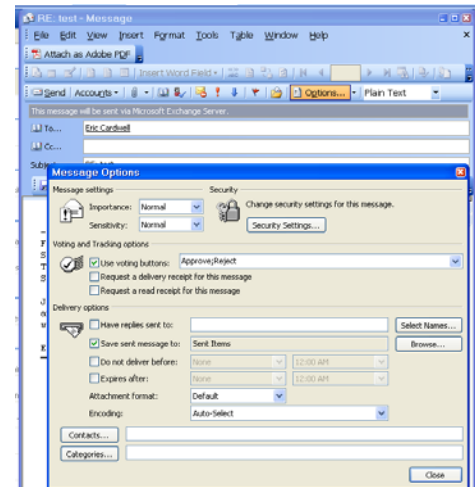 RE: test - Message
File Edit View Insert Format Tools Table Window Help
Attach as Adobe PDF
Insert Word Field
Send Accounts Options... Plain Text
This message will be sent via Microsoft Exchange Server.
To... Eric Cardwell
Cc...
Subject: RE: test
Message Options
Message settings Security
Importance: Normal Change security settings for this message.
Sensitivity: Normal Security Settings...
Voting and Tracking options
Use voting buttons: Approve;Reject
Request a delivery receipt for this message
Request a read receipt for this message
Delivery options
Have replies sent to: Select Names...
Save sent message to: Sent Items Browse...
Do not deliver before: None 12:00 AM
Expires after: None 12:00 AM
Attachment format: Default
Encoding: Auto-Select
Contacts...
Categories...
Close